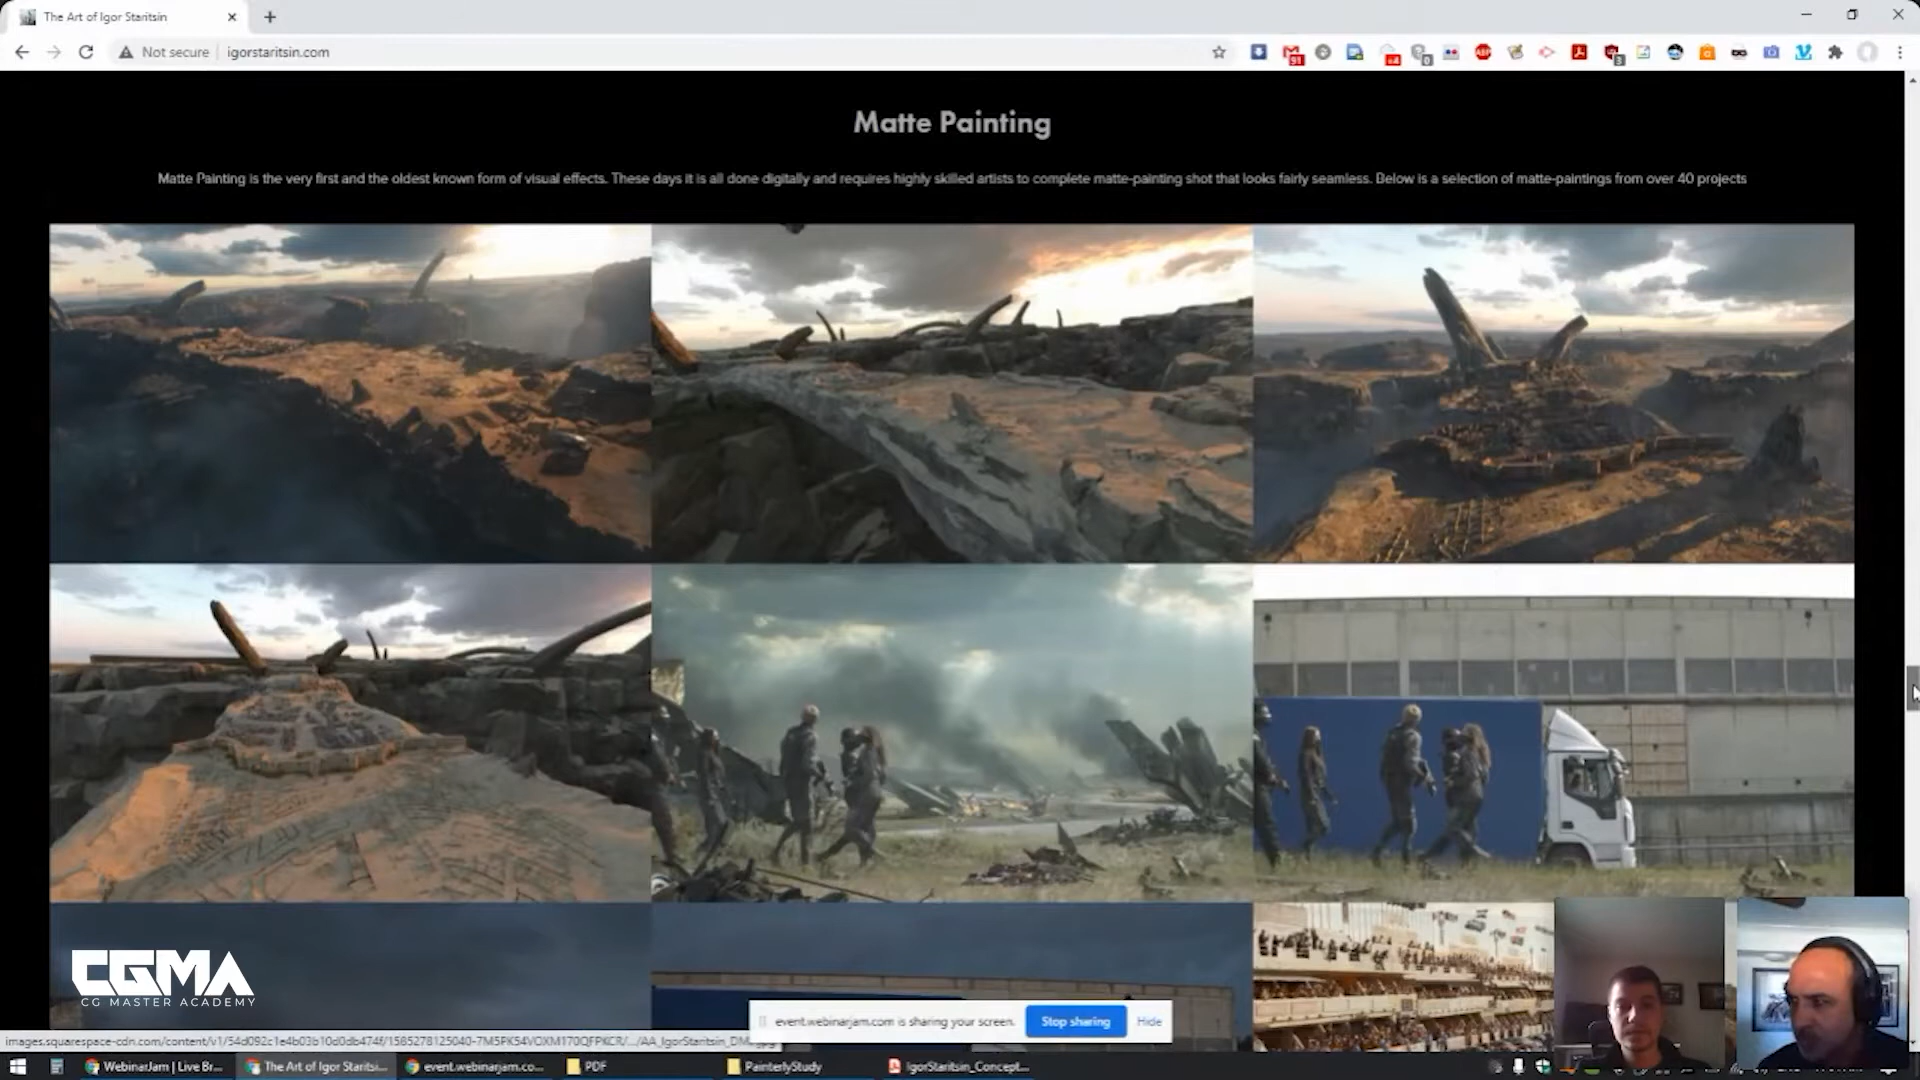 The Art of Igor Staritsin
Not secure
igorstaritsin.com
91
0
ABP
3
Matte Painting
Matte Painting is the very first and the oldest known form of visual effects. These days it is all done digitally and requires highly skilled artists to complete matte-painting shot that looks fairly seamless. Below is a selection of matte-paintings from over 40 projects
CGMA
CG MASTER ACADEMY
event.webinarjam.com is sharing your screen.
Stop sharing
Hide
WebinarJam | Live Br...
The Art of Igor Staritsi...
event.webinarjam.co...
PDF
PainterlyStudy
IgorStaritsin_Concept...